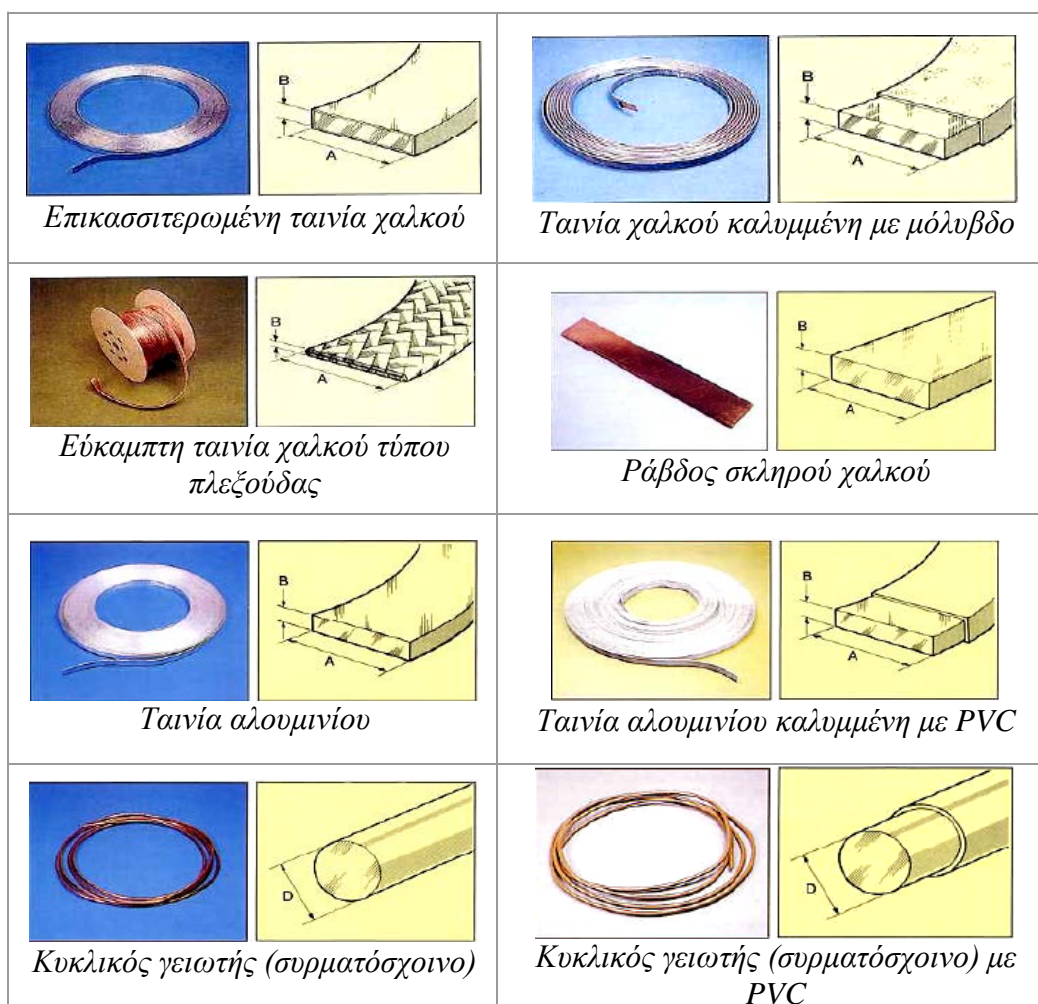 B
A
B
A
Επικασσιτερωμένη ταινία χαλκού
Ταινία χαλκού καλυμμένη με μόλυβδο
B
A
B
A
Εύκαμπτη ταινία χαλκού τύπου
πλεξούδας
Ράβδος σκληρού χαλκού
B
A
B
A
Ταινία αλουμινίου
Ταινία αλουμινίου καλυμμένη με PVC
D
D
Κυκλικός γειωτής (συρματόσχοινο)
Κυκλικός γειωτής (συρματόσχοινο) με
PVC